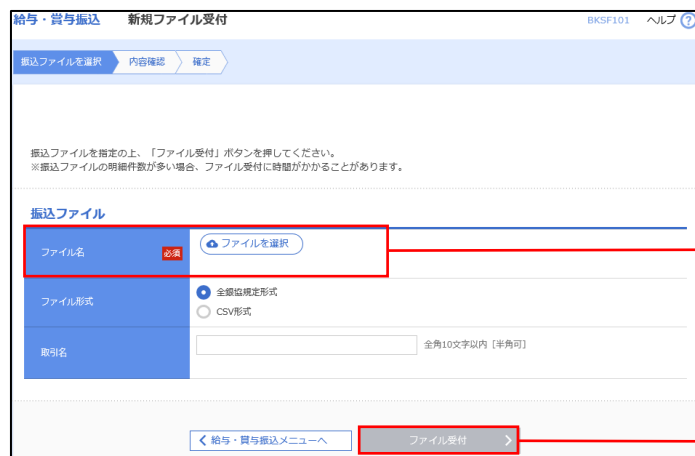 給与・賞与振込 新規ファイル受付 BKSF101 ヘルプ ?
振込ファイルを選択 内容確認 確定
振込ファイルを指定の上、「ファイル受付」ボタンを押してください。
※振込ファイルの明細件数が多い場合、ファイル受付に時間がかかることがあります。
振込ファイル
ファイル名 必須 ファイルを選択
ファイル形式 全銀協規定形式
CSV形式
取引名 全角10文字以内 [半角可]
給与・賞与振込メニューへ ファイル受付